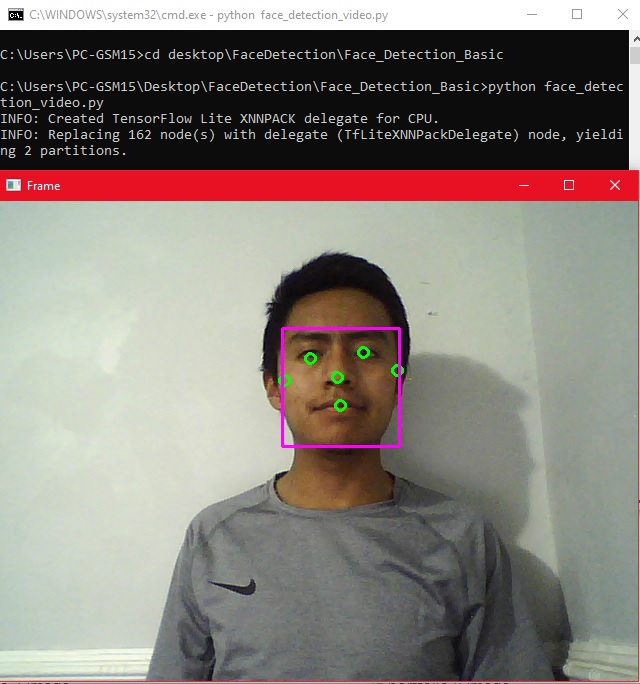 C:\WINDOWS\system32\cmd.exe - python  face_detection_video.py
C:\Users\PC-GSM15>cd desktop\FaceDetection\Face_Detection_Basic
C:\Users\PC-GSM15\Desktop\FaceDetection\Face_Detection_Basic>python face_detec
tion_video.py
INFO: Created TensorFlow Lite XNNPACK delegate for CPU.
INFO: Replacing 162 node(s) with delegate (TfLiteXNNPackDelegate) node, yieldi
ng 2 partitions.
Frame